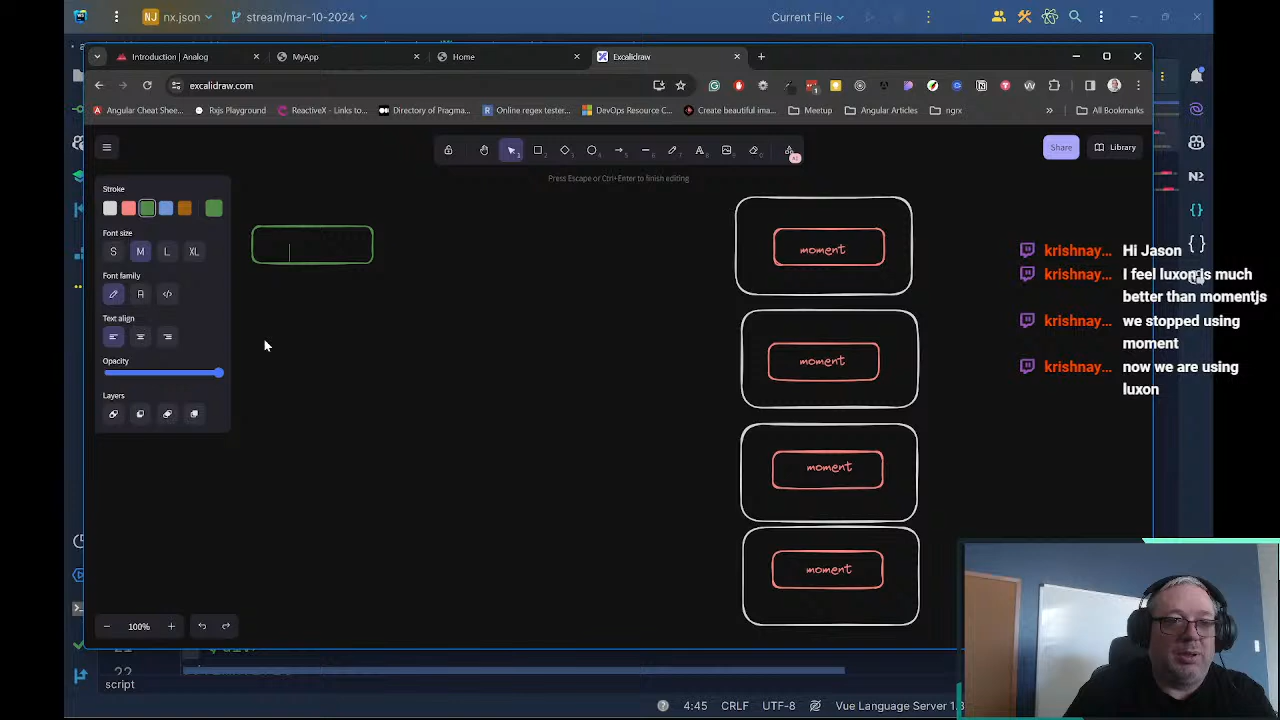 NJ nx.json
stream/mar-10-2024
Current File
Introduction | Analog
MyApp
Home
Excalidraw
excalidraw.com
Angular Cheat Shee...
Rxjs Playground
ReactiveX - Links to...
Directory of Pragma...
Online regex tester...
DevOps Resource C...
Create beautiful ima...
Meetup
Angular Articles
ngrx
All Bookmarks
Share
Library
Press Escape or Ctrl+Enter to finish editing
Stroke
Font size
S M L XL
Font family
Text align
Opacity
Layers
moment
moment
moment
moment
krishnay... Hi Jason
krishnay... I feel luxon is much
better than momentjs
krishnay... we stopped using
moment
krishnay... now we are using
luxon
100%
22
script
4:45 CRLF UTF-8 Vue Language Server 1.